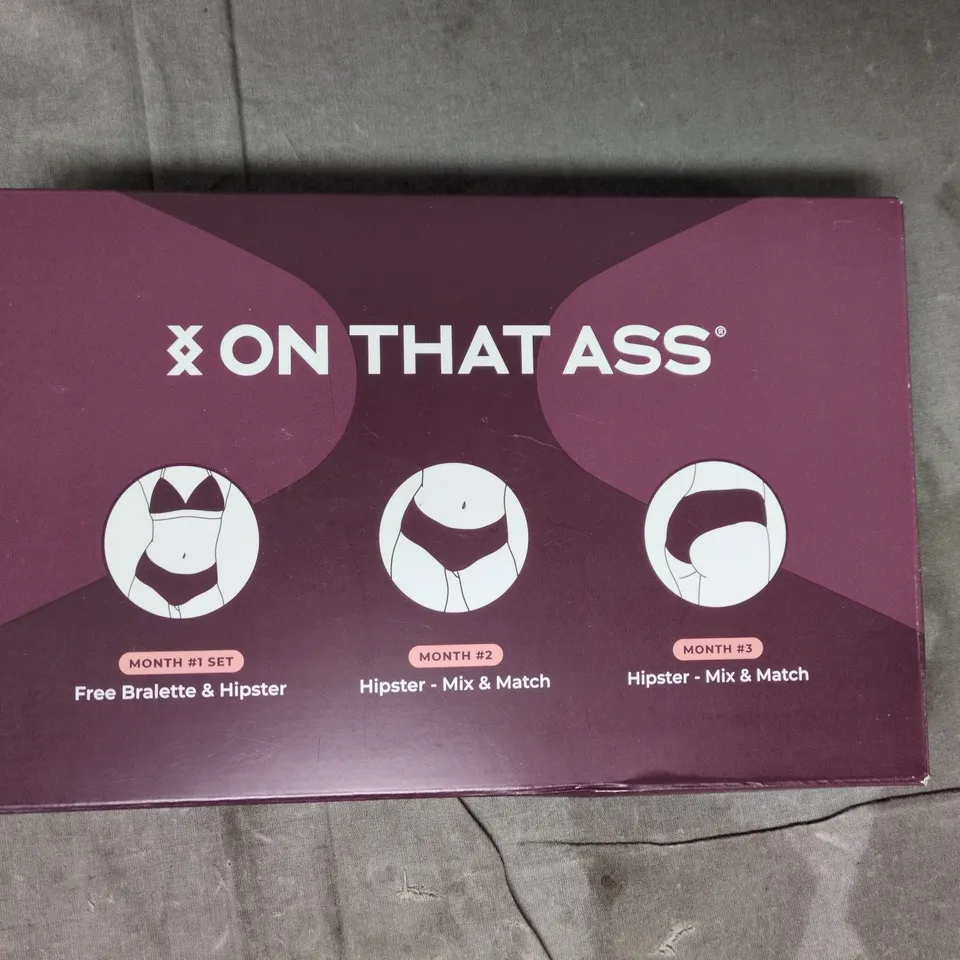 ON THAT ASS®
MONTH #1 SET
Free Bralette & Hipster
MONTH #2
Hipster - Mix & Match
MONTH #3
Hipster - Mix & Match